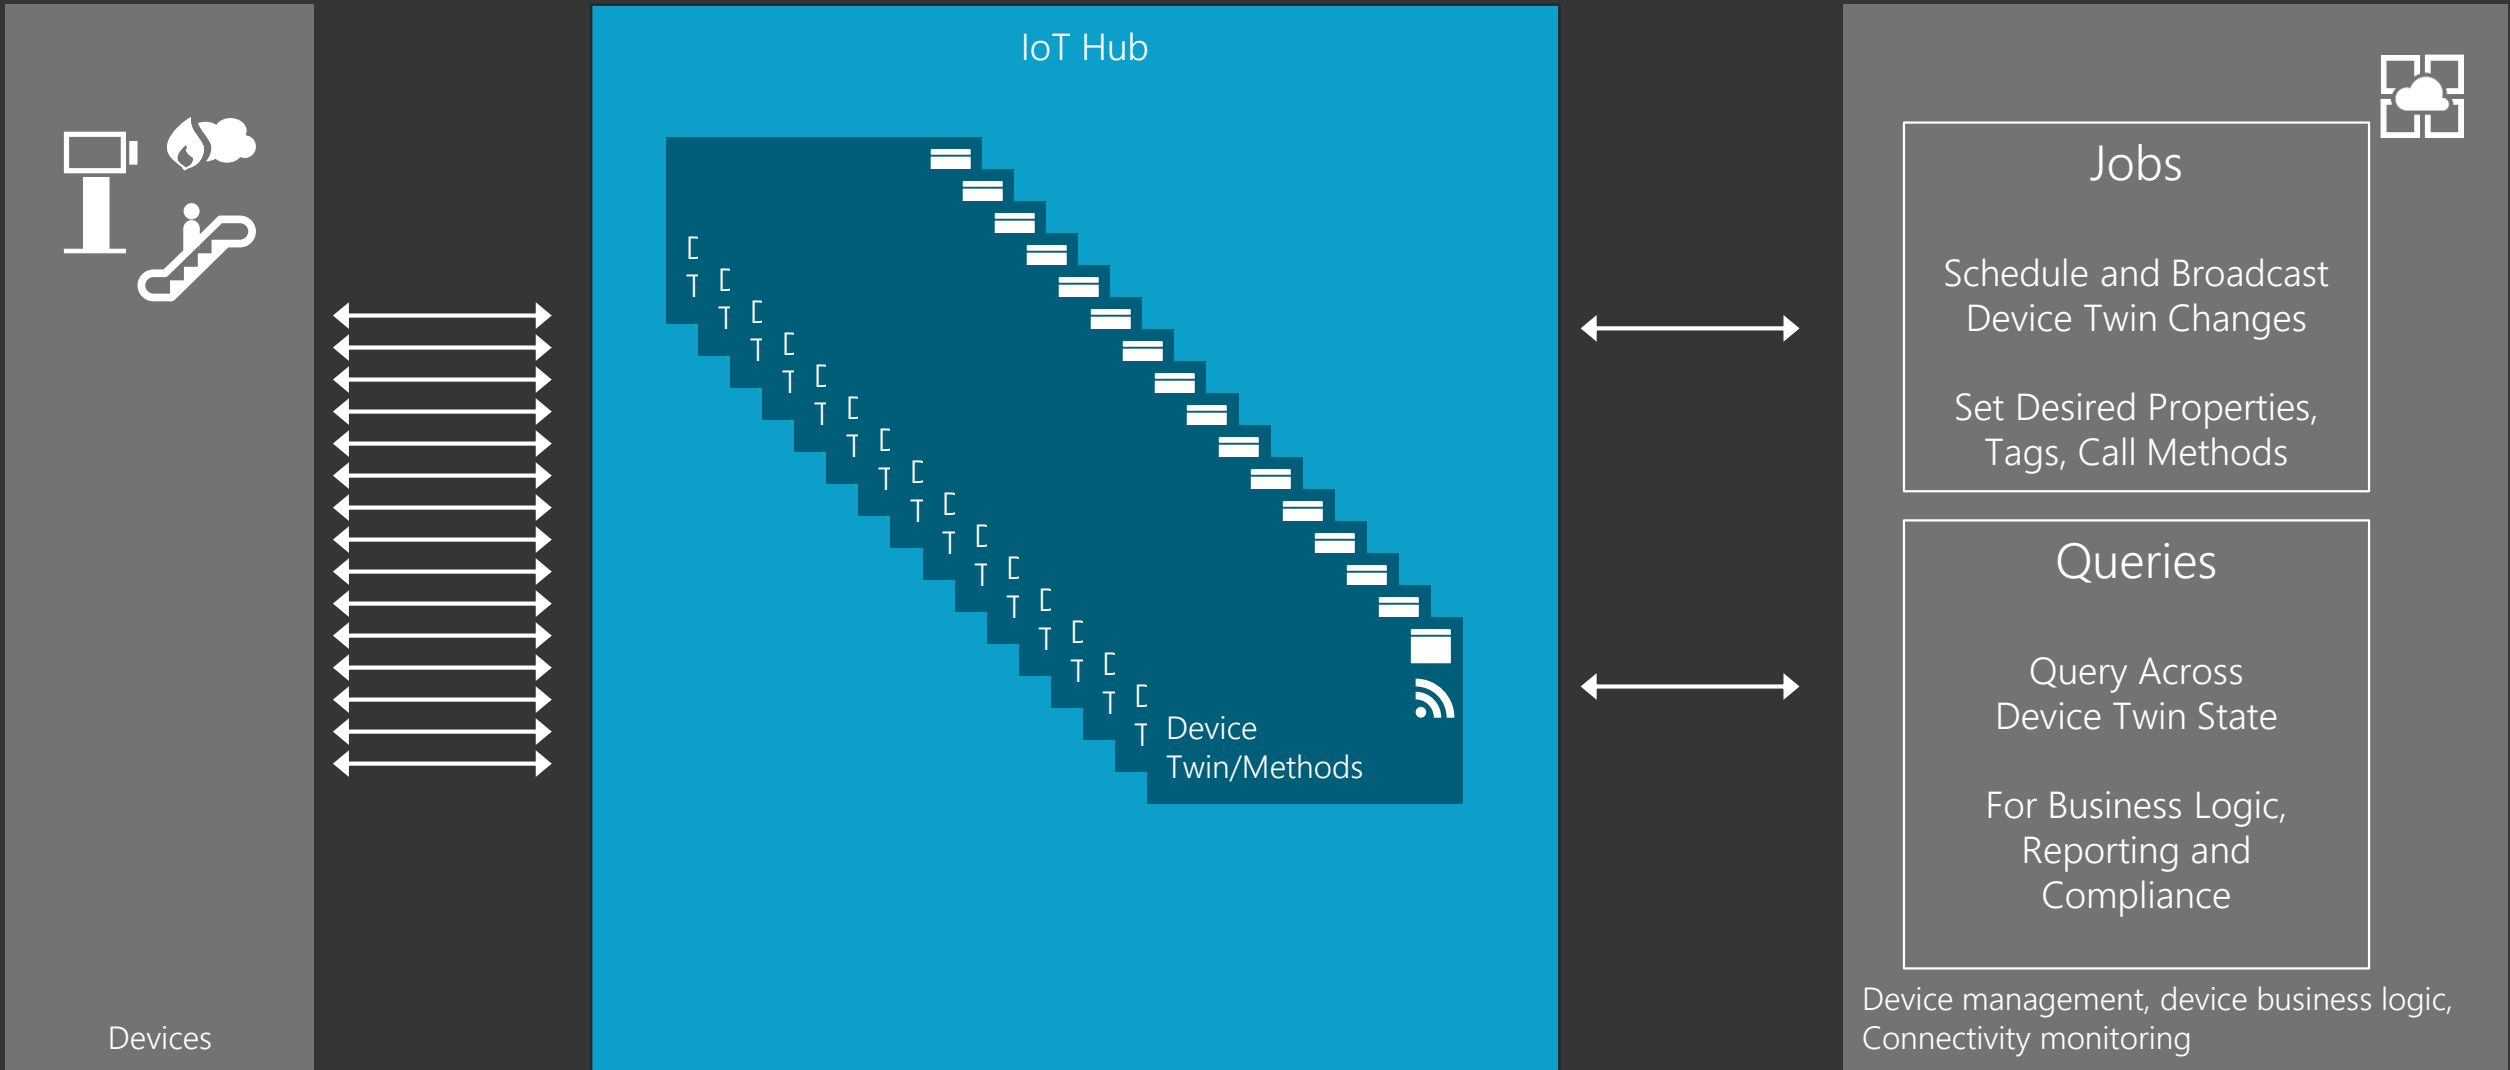 IoT Hub
D
T
D
T
D
T
D
T
D
T
D
T
D
T
D
T
D
T
D
T
D
T
D
T
D
T
D
T
D
T
Device
Twin/Methods
Devices
Jobs
Schedule and Broadcast
Device Twin Changes
Set Desired Properties,
Tags, Call Methods
Queries
Query Across
Device Twin State
For Business Logic,
Reporting and
Compliance
Device management, device business logic,
Connectivity monitoring